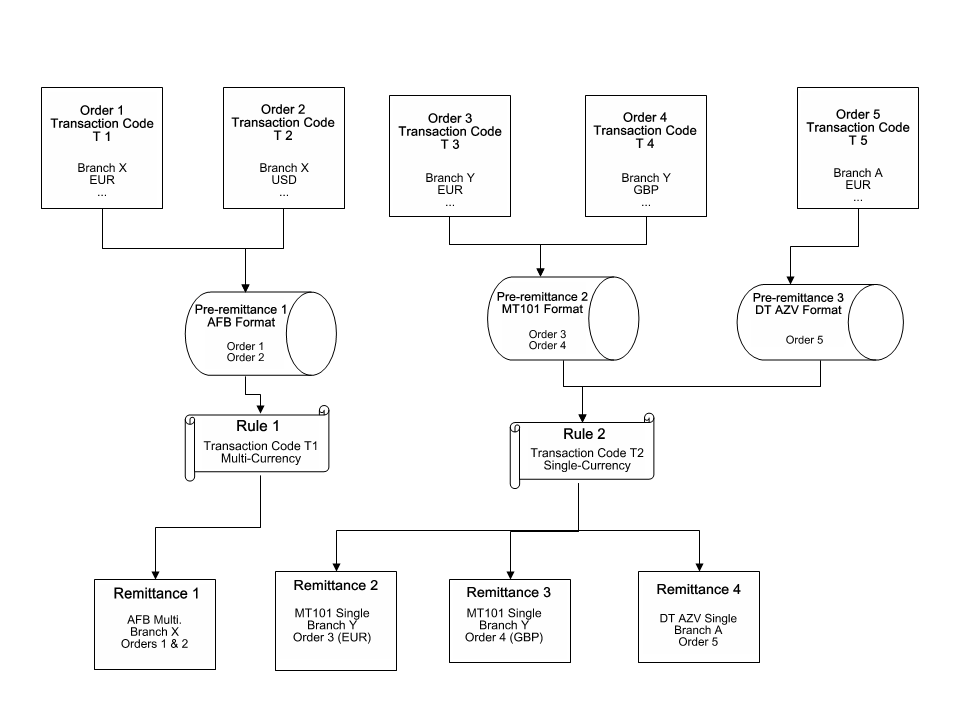 Order 1
Transaction Code
T 1
Branch X
EUR
...
Order 2
Transaction Code
T 2
Branch X
USD
...
Order 3
Transaction Code
T 3
Branch Y
EUR
...
Order 4
Transaction Code
T 4
Branch Y
GBP
...
Order 5
Transaction Code
T 5
Branch A
EUR
...
Pre-remittance 1
AFB Format
Order 1
Order 2
Pre-remittance 2
MT101 Format
Order 3
Order 4
Pre-remittance 3
DT AZV Format
Order 5
Rule 1
Transaction Code T1
Multi-Currency
Rule 2
Transaction Code T2
Single-Currency
Remittance 1
AFB Multi.
Branch X
Orders 1 & 2
Remittance 2
MT101 Single
Branch Y
Order 3 (EUR)
Remittance 3
MT101 Single
Branch Y
Order 4 (GBP)
Remittance 4
DT AZV Single
Branch A
Order 5